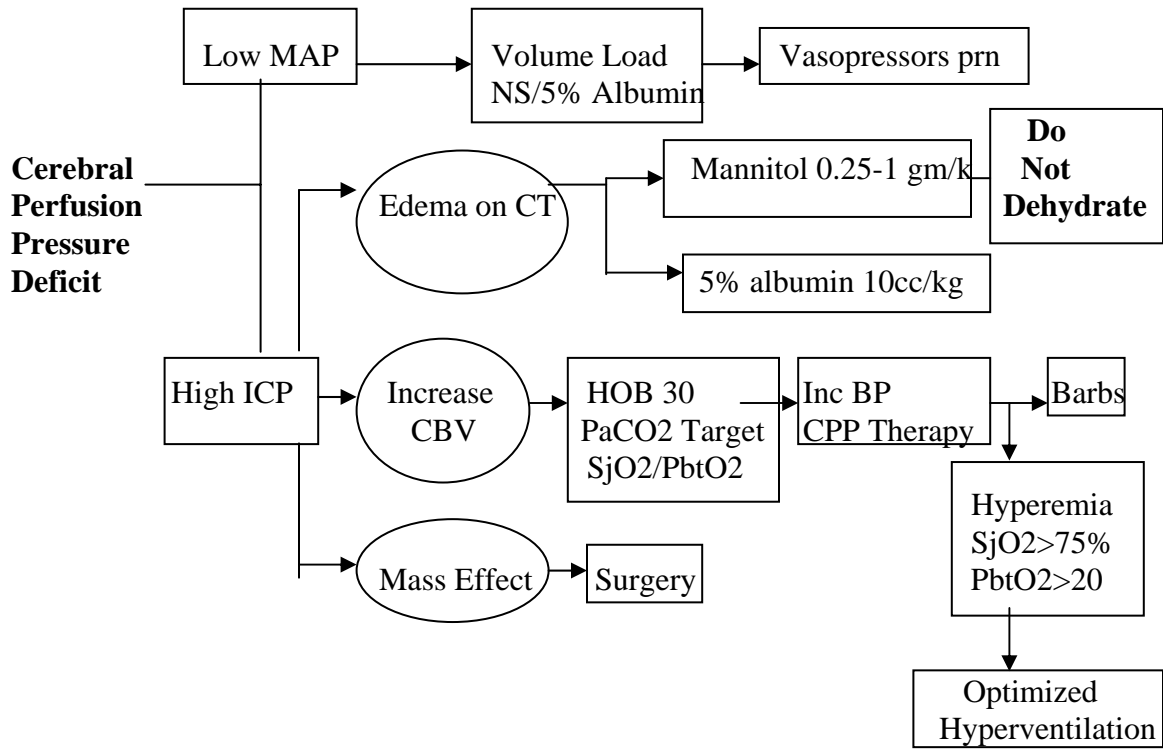 Low MAP
Volume Load
NS/5% Albumin
Vasopressors prn
Cerebral
Perfusion
Pressure
Deficit
Edema on CT
Mannitol 0.25-1 gm/k
Do
Not
Dehydrate
5% albumin 10cc/kg
High ICP
Increase
CBV
HOB 30
PaCO2 Target
SjO2/PbtO2
Inc BP
CPP Therapy
Barbs
Hyperemia
SjO2>75%
PbtO2>20
Mass Effect
Surgery
Optimized
Hyperventilation